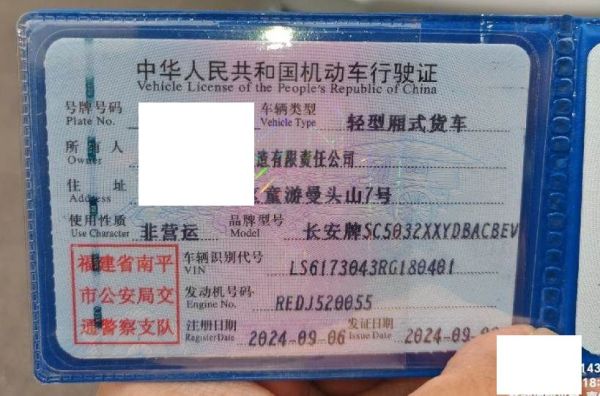 中华人民共和国机动车行驶证
Vehicle License of the People's Republic of China
号牌号码 车辆类型 轻型厢式货车
Plate No. Vehicle Type
所有人 造有限责任公司
Owner
住址 童游曼头山7号
Address
使用性质 非营运 品牌型号 长安牌SC5032XXYDBACBEV
Use Character Model
福建省南平
市公安局交
通警察支队
车辆识别代号 LS6173043RG180401
VIN
发动机号码 REDJ520055
Engine No.
注册日期 2024-09-06 发证日期 2024-09-
Register Date Issue Date
143
18: